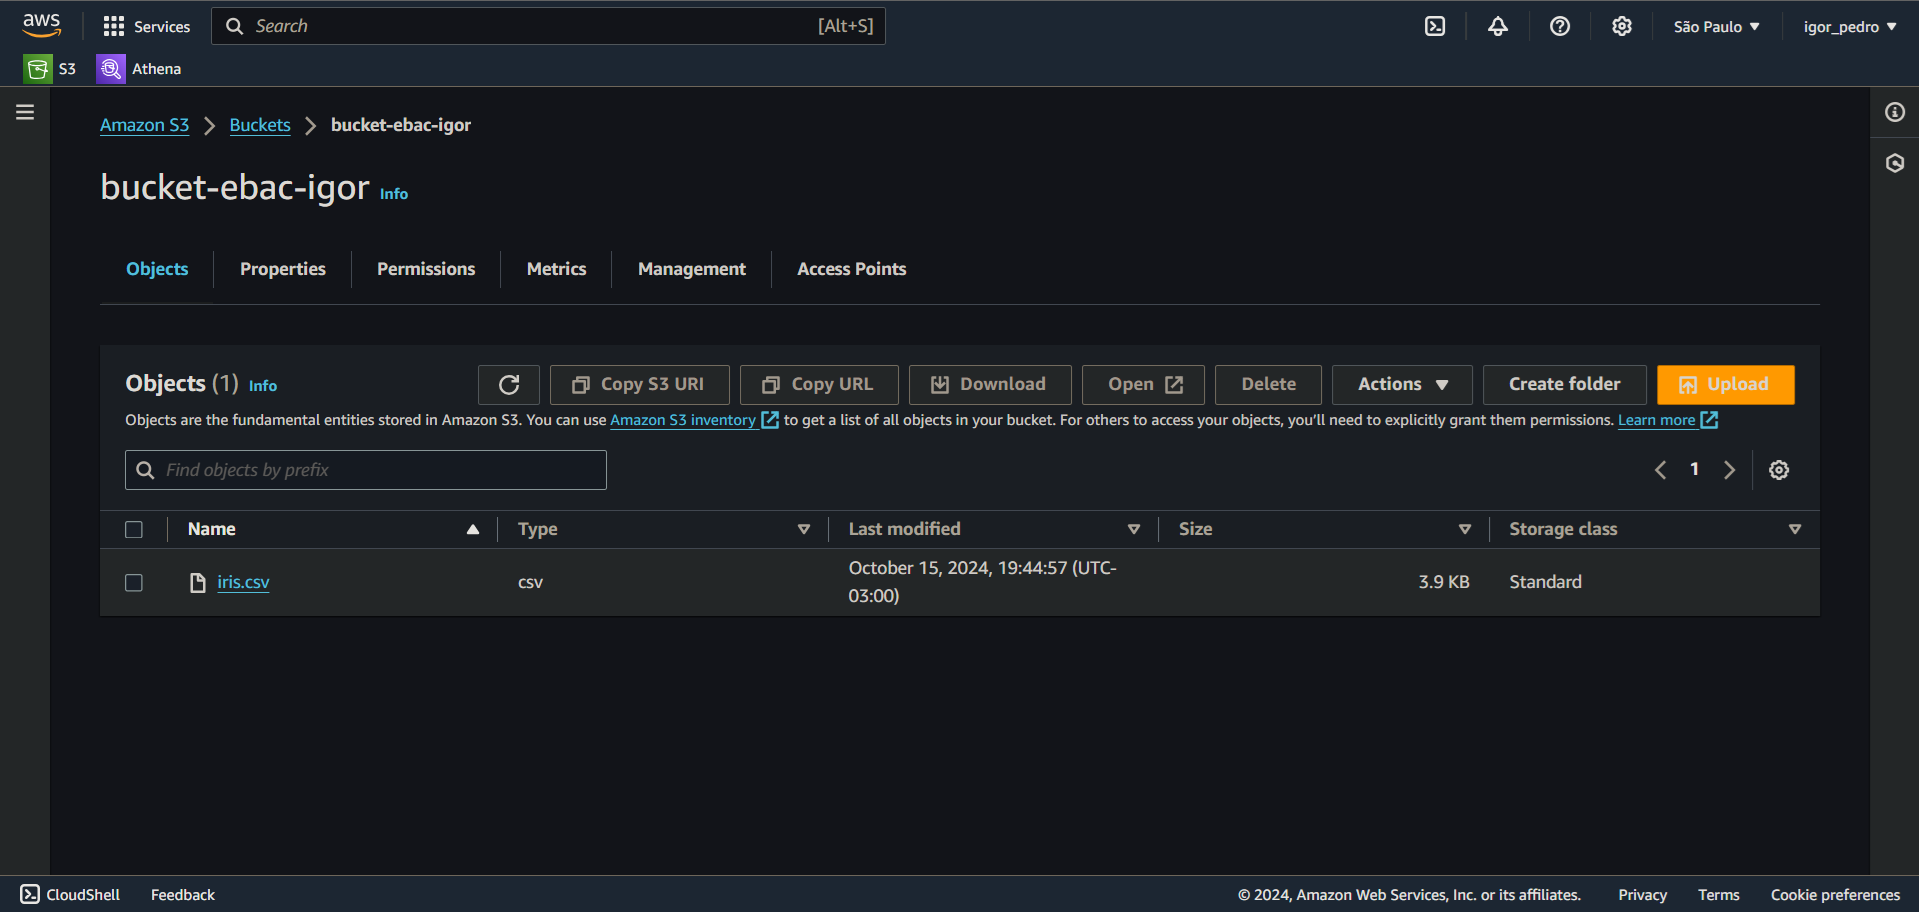 aws Services Search [Alt+S] São Paulo igor_pedro
S3 Athena
Amazon S3 Buckets bucket-ebac-igor
bucket-ebac-igor Info
Objects Properties Permissions Metrics Management Access Points
Objects (1) Info Copy S3 URI Copy URL Download Open Delete Actions Create folder Upload
Objects are the fundamental entities stored in Amazon S3. You can use Amazon S3 inventory to get a list of all objects in your bucket. For others to access your objects, you'll need to explicitly grant them permissions. Learn more
Find objects by prefix 1
Name Type Last modified Size Storage class
iris.csv csv October 15, 2024, 19:44:57 (UTC-
03:00) 3.9 KB Standard
CloudShell Feedback © 2024, Amazon Web Services, Inc. or its affiliates. Privacy Terms Cookie preferences